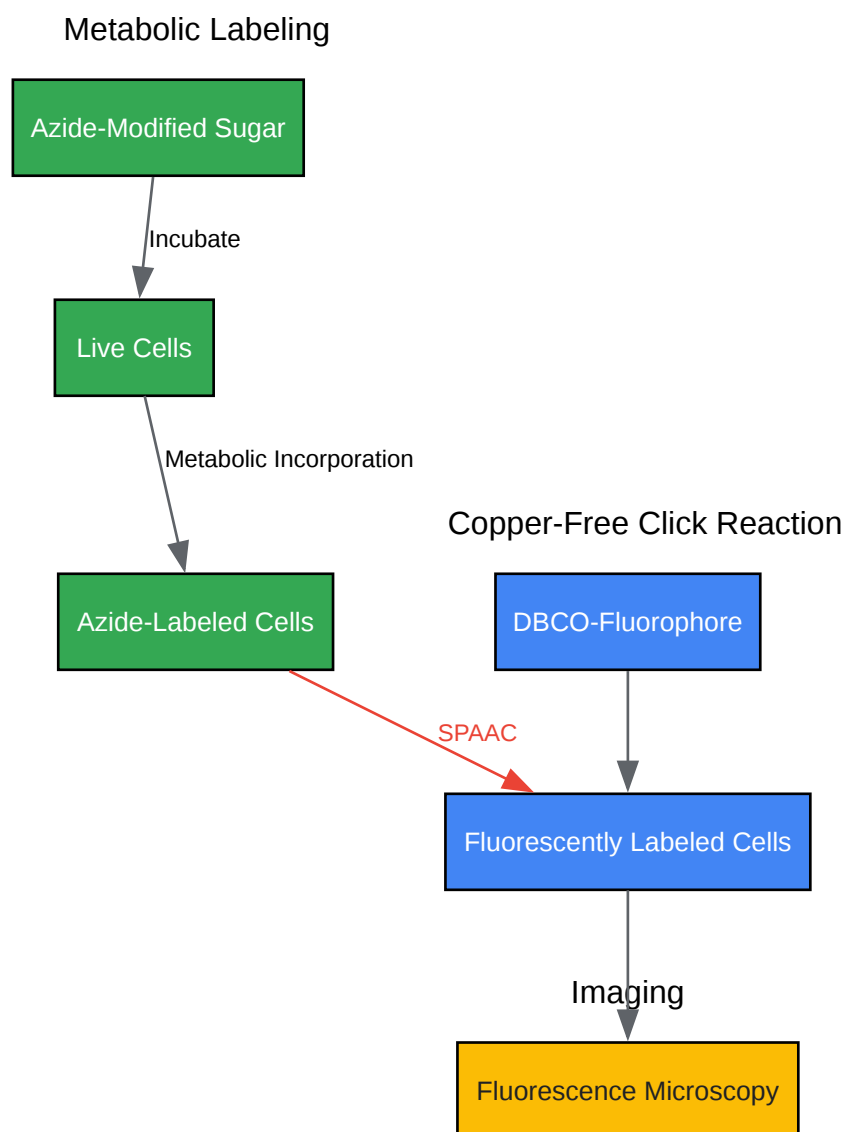 Metabolic Labeling
Azide-Modified Sugar
Incubate
Live Cells
Metabolic Incorporation
Copper-Free Click Reaction
Azide-Labeled Cells
DBCO-Fluorophore
SPAAC
Fluorescently Labeled Cells
Imaging
Fluorescence Microscopy